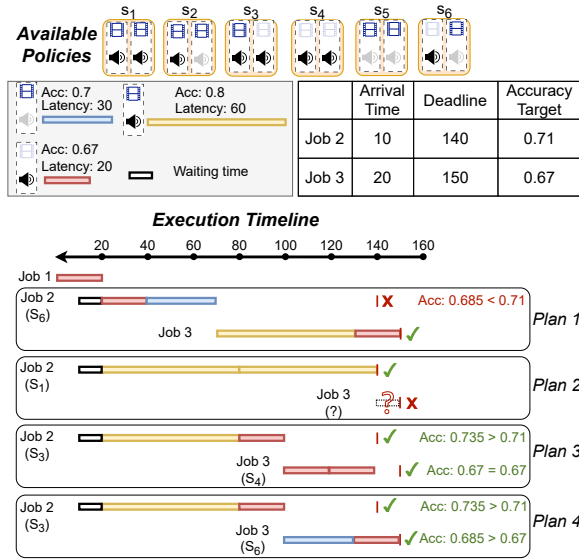 Available Policies
S1 S2 S3 S4 S5 S6
Acc: 0.7
Latency: 30
Acc: 0.8
Latency: 60
Acc: 0.67
Latency: 20
Waiting time
Arrival Time Deadline Accuracy Target
Job 2 10 140 0.71
Job 3 20 150 0.67
Execution Timeline
20 40 60 80 100 120 140 160
Job 1
Job 2 (S6) X Acc: 0.685 < 0.71
Job 3 ✓
Plan 1
Job 2 (S1) ✓
Job 3 (?) ? X
Plan 2
Job 2 (S3) ✓ Acc: 0.735 > 0.71
Job 3 (S4) ✓ Acc: 0.67 = 0.67
Plan 3
Job 2 (S3) ✓ Acc: 0.735 > 0.71
Job 3 (S6) ✓ Acc: 0.685 > 0.67
Plan 4